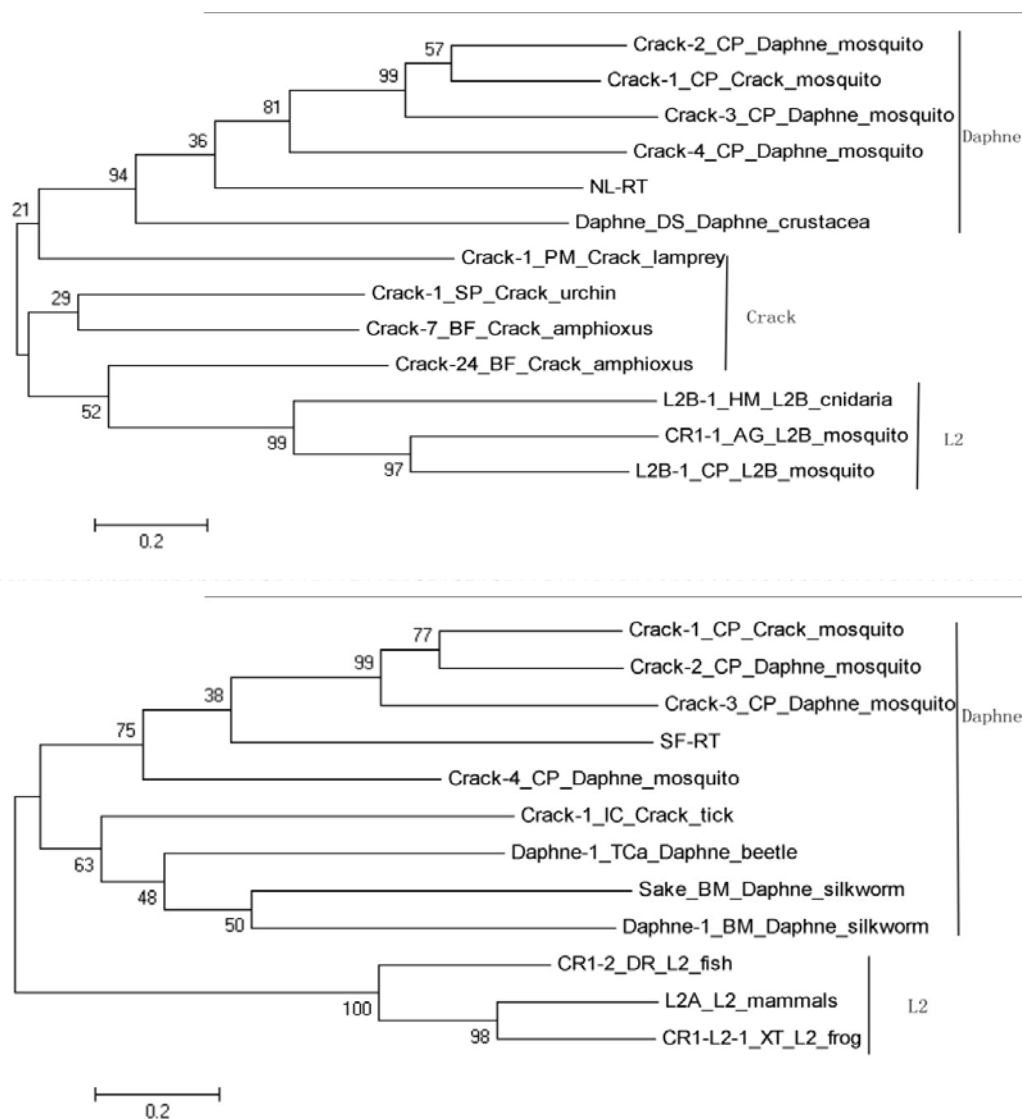 Crack-2_CP_Daphne_mosquito
57
Crack-1_CP_Crack_mosquito
99
Crack-3_CP_Daphne_mosquito
81
Daphne
Crack-4_CP_Daphne_mosquito
36
NL-RT
94
Daphne_DS_Daphne_crustacea
21
Crack-1_PM_Crack_lamprey
Crack-1_SP_Crack_urchin
29
Crack
Crack-7_BF_Crack_amphioxus
Crack-24_BF_Crack_amphioxus
52
L2B-1_HM_L2B_cnidaria
99
CR1-1_AG_L2B_mosquito
L2
97
L2B-1_CP_L2B_mosquito
0.2
Crack-1_CP_Crack_mosquito
77
Crack-2_CP_Daphne_mosquito
99
38
Crack-3_CP_Daphne_mosquito
Daphne
75
SF-RT
Crack-4_CP_Daphne_mosquito
Crack-1_IC_Crack_tick
63
Daphne-1_TCa_Daphne_beetle
48
Sake_BM_Daphne_silkworm
50
Daphne-1_BM_Daphne_silkworm
CR1-2_DR_L2_fish
100
L2A_L2_mammals
L2
98
CR1-L2-1_XT_L2_frog
0.2